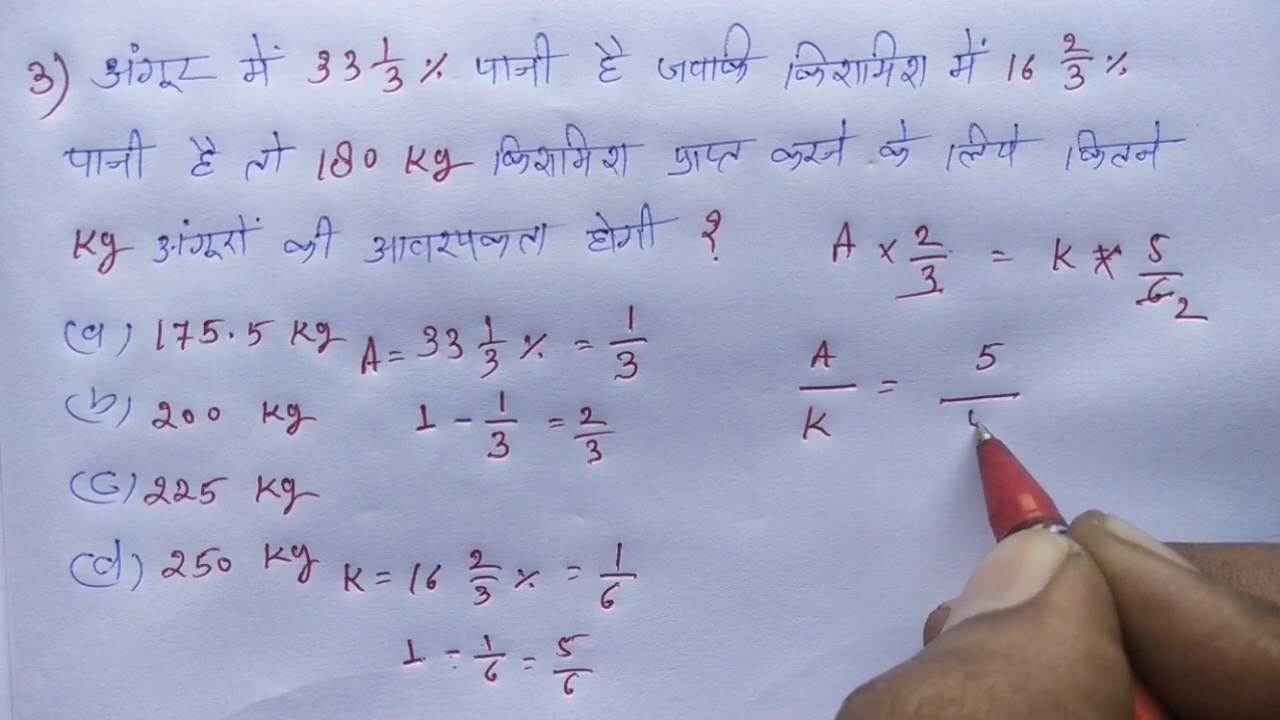 3) अंगूर में 33 1/3 % पानी है जबकि किशमिश में 16 2/3 %
पानी है तो 180 kg किशमिश प्राप्त करने के लिये कितने
kg अंगूरों की आवश्यकता होगी ?
A × 2/3 = K × 5/6 2
(a) 175.5 kg
A = 33 1/3 % = 1/3
A/K = 5/
(b) 200 kg
1 - 1/3 = 2/3
(c) 225 kg
(d) 250 kg
K = 16 2/3 % = 1/6
1 - 1/6 = 5/6